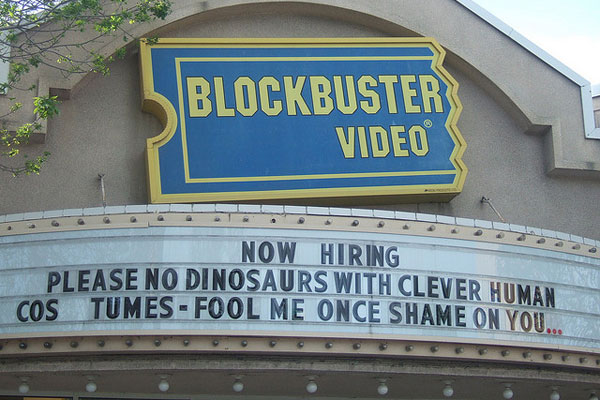 BLOCKBUSTER
VIDEO®
NOW HIRING
PLEASE NO DINOSAURS WITH CLEVER HUMAN
COS TUMES - FOOL ME ONCE SHAME ON YOU...